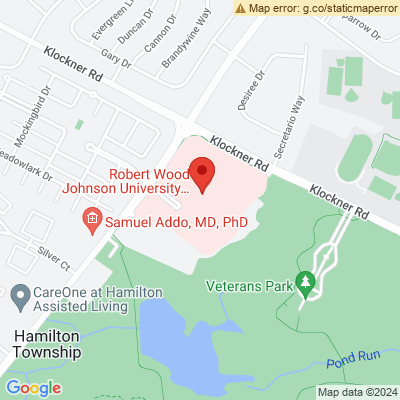 Map error: g.co/staticmaperror
Evergreen Ln
Duncan Dr
Cannon Dr
Brandywine Way
Gary Dr
Klockner Rd
Darrow Dr
Desiree Dr
Secretario Way
Mockingbird Dr
Meadowlark Dr
Klockner Rd
Klockner Rd
Robert Wood
Johnson University...
Samuel Addo, MD, PhD
Silver Ct
CareOne at Hamilton
Assisted Living
Veterans Park
Hamilton
Township
Pond Run
Google
Map data ©2024